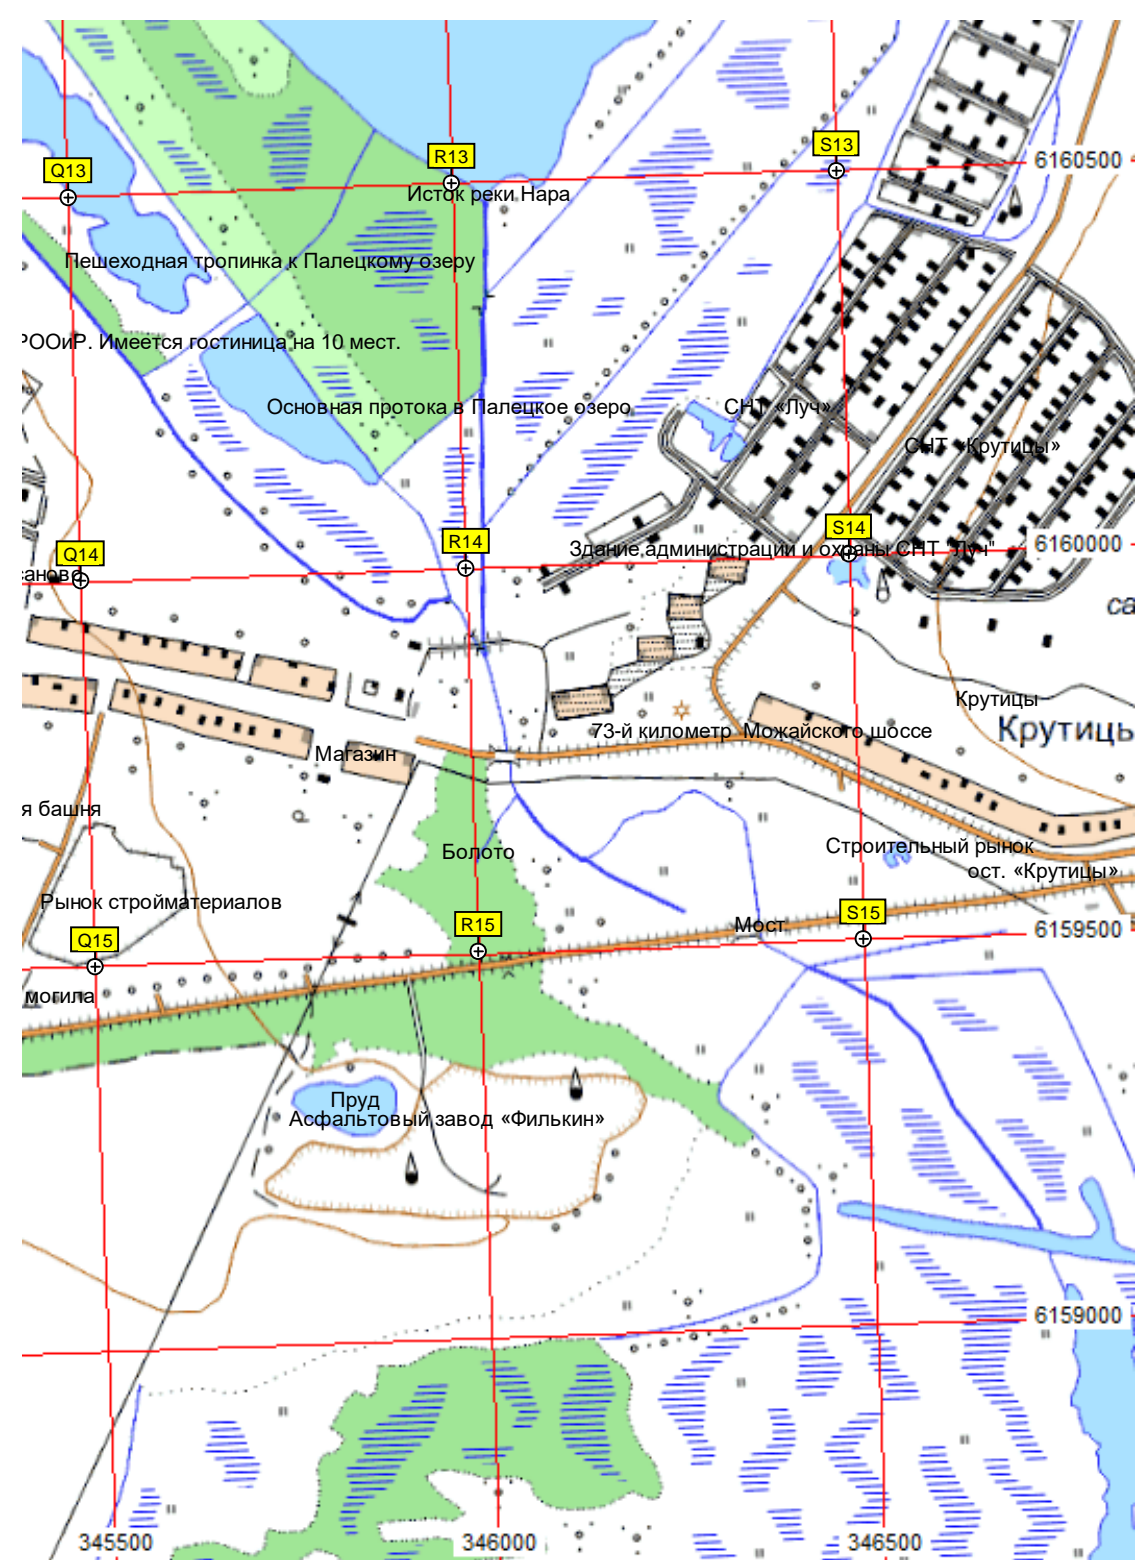 S13
R13
6160500
Q13
Исток реки Нара
Пешеходная тропинка к Палецкому озеру
РООиР. Имеется гостиница на 10 мест.
Основная протока в Палецкое озеро
СНТ «Луч»
СНТ «Крутицы»
S14
R14
6160000
Q14
Здание администрации и охраны СНТ "Луч"
саново
са
Крутицы
Крутицы
73-й километр Можайского шоссе
Магазин
я башня
Строительный рынок
Болото
ост. «Крутицы»
Рынок стройматериалов
S15
R15
Мост
6159500
Q15
могила
Пруд
Асфальтовый завод «Филькин»
6159000
345500
346000
346500